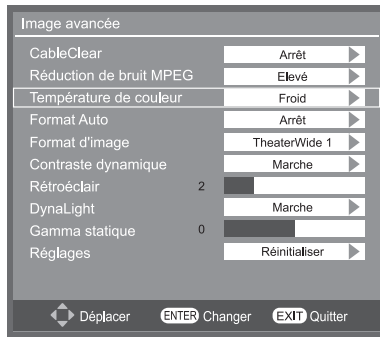 Image avancée
CableClear Arrêt
Réduction de bruit MPEG Elevé
Température de couleur Froid
Format Auto Arrêt
Format d'image TheaterWide 1
Contraste dynamique Marche
Rétroéclair 2
DynaLight Marche
Gamma statique 0
Réglages Réinitialiser
Déplacer ENTER Changer EXIT Quitter